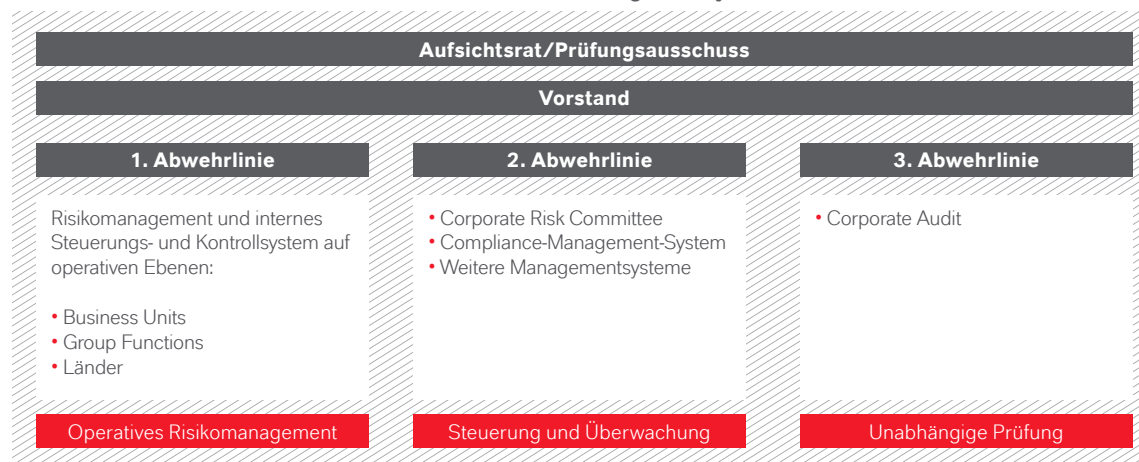 Aufsichtsrat/Prüfungsausschuss
Vorstand
1. Abwehrlinie
Risikomanagement und internes
Steuerungs- und Kontrollsystem auf
operativen Ebenen:
• Business Units
• Group Functions
• Länder
Operatives Risikomanagement
2. Abwehrlinie
• Corporate Risk Committee
• Compliance-Management-System
• Weitere Managementsysteme
Steuerung und Überwachung
3. Abwehrlinie
• Corporate Audit
Unabhängige Prüfung